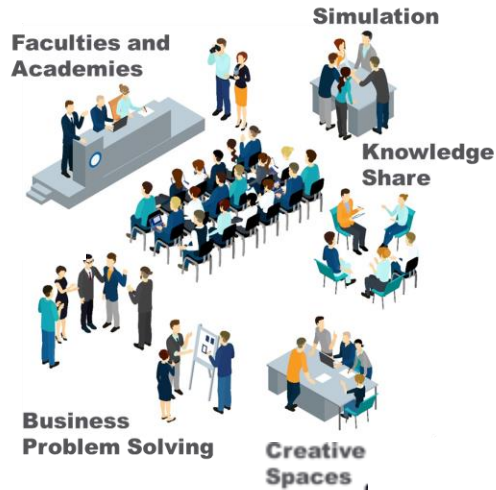 Simulation
Faculties and
Academies
Knowledge
Share
Business
Problem Solving
Creative
Spaces